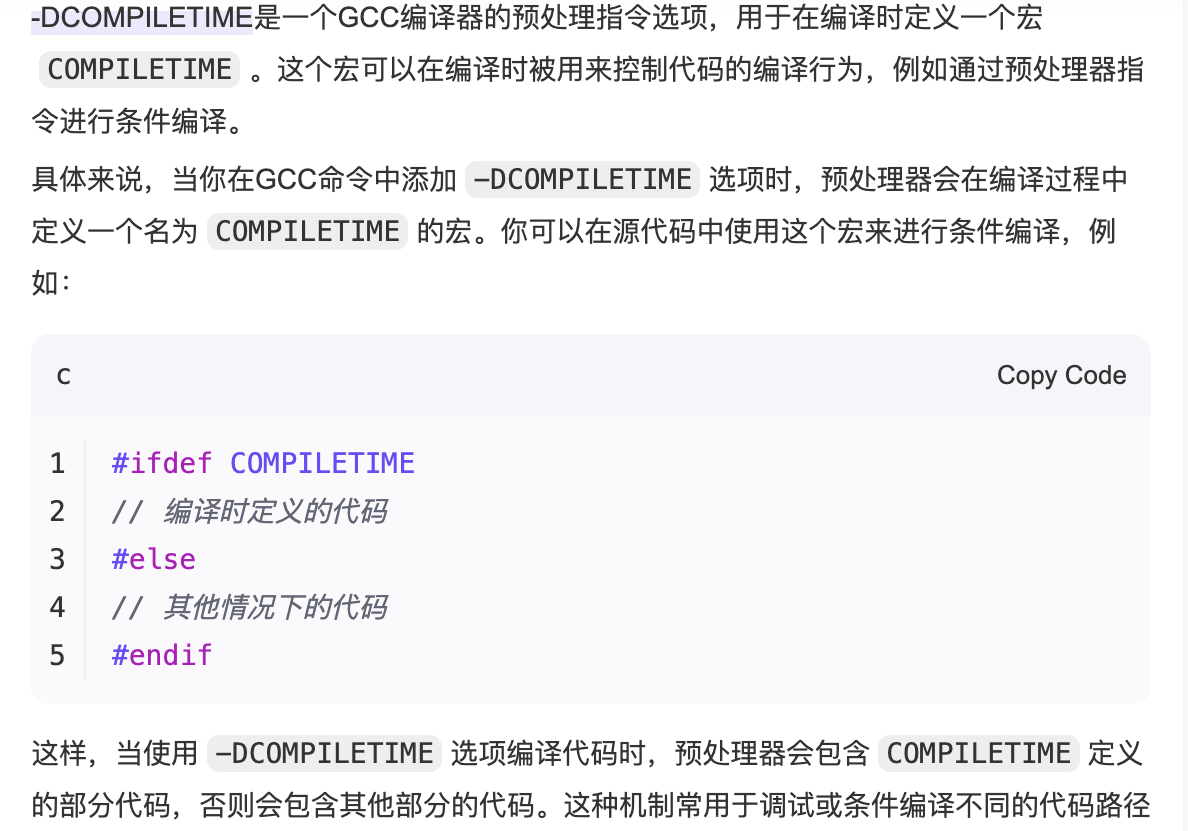 -DCOMPILETIME是一个GCC编译器的预处理指令选项，用于在编译时定义一个宏
COMPILETIME 。这个宏可以在编译时被用来控制代码的编译行为，例如通过预处理器指
令进行条件编译。
具体来说，当你在GCC命令中添加 -DCOMPILETIME 选项时，预处理器会在编译过程中
定义一个名为 COMPILETIME 的宏。你可以在源代码中使用这个宏来进行条件编译，例
如：
c Copy Code
1 #ifdef COMPILETIME
2 // 编译时定义的代码
3 #else
4 // 其他情况下的代码
5 #endif
这样，当使用 -DCOMPILETIME 选项编译代码时，预处理器会包含 COMPILETIME 定义
的部分代码，否则会包含其他部分的代码。这种机制常用于调试或条件编译不同的代码路径